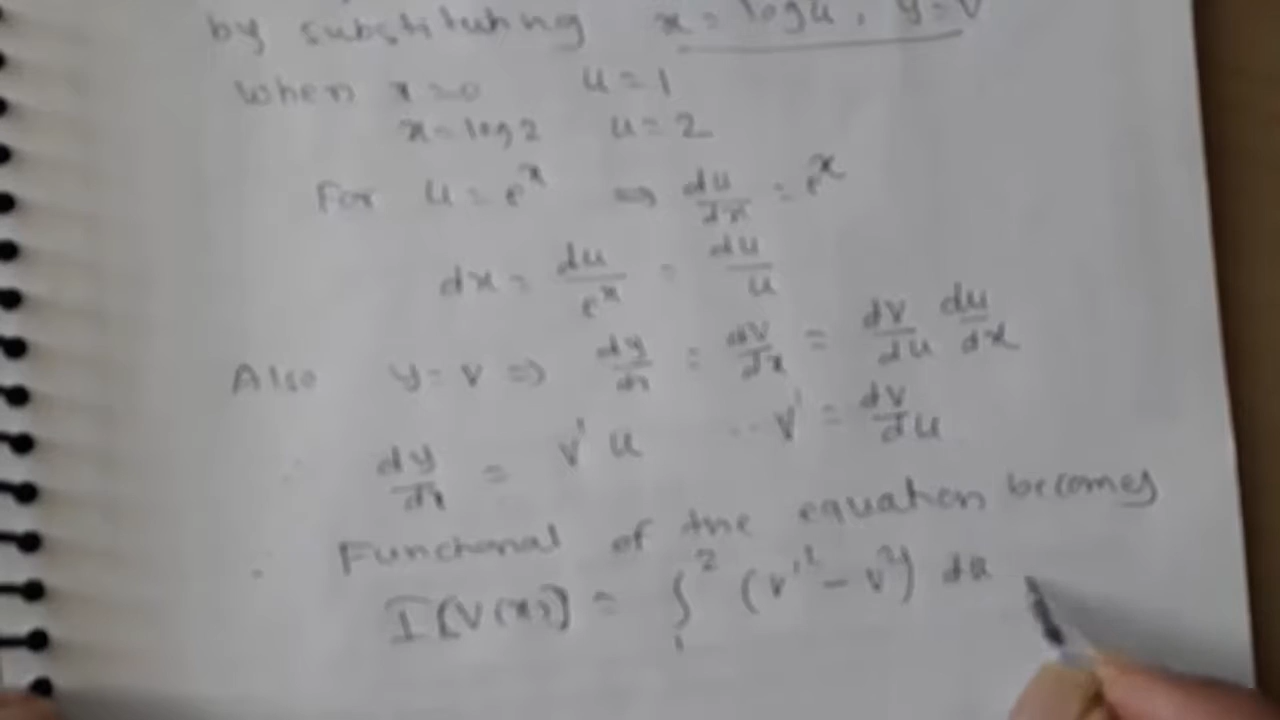 by substituting x = log u, y = v
When x = 0 u = 1
x = log 2 u = 2
For u = e^x ⇒ du/dx = e^x
dx = du/e^x = du/u
Also y = v ⇒ dy/dx = dv/dx = dv/du du/dx
∴ dy/dx = v' u ∵ v' = dv/du
∴ Functional of the equation becomes
I[v(x)] = ∫₁² (v'² - v²) du